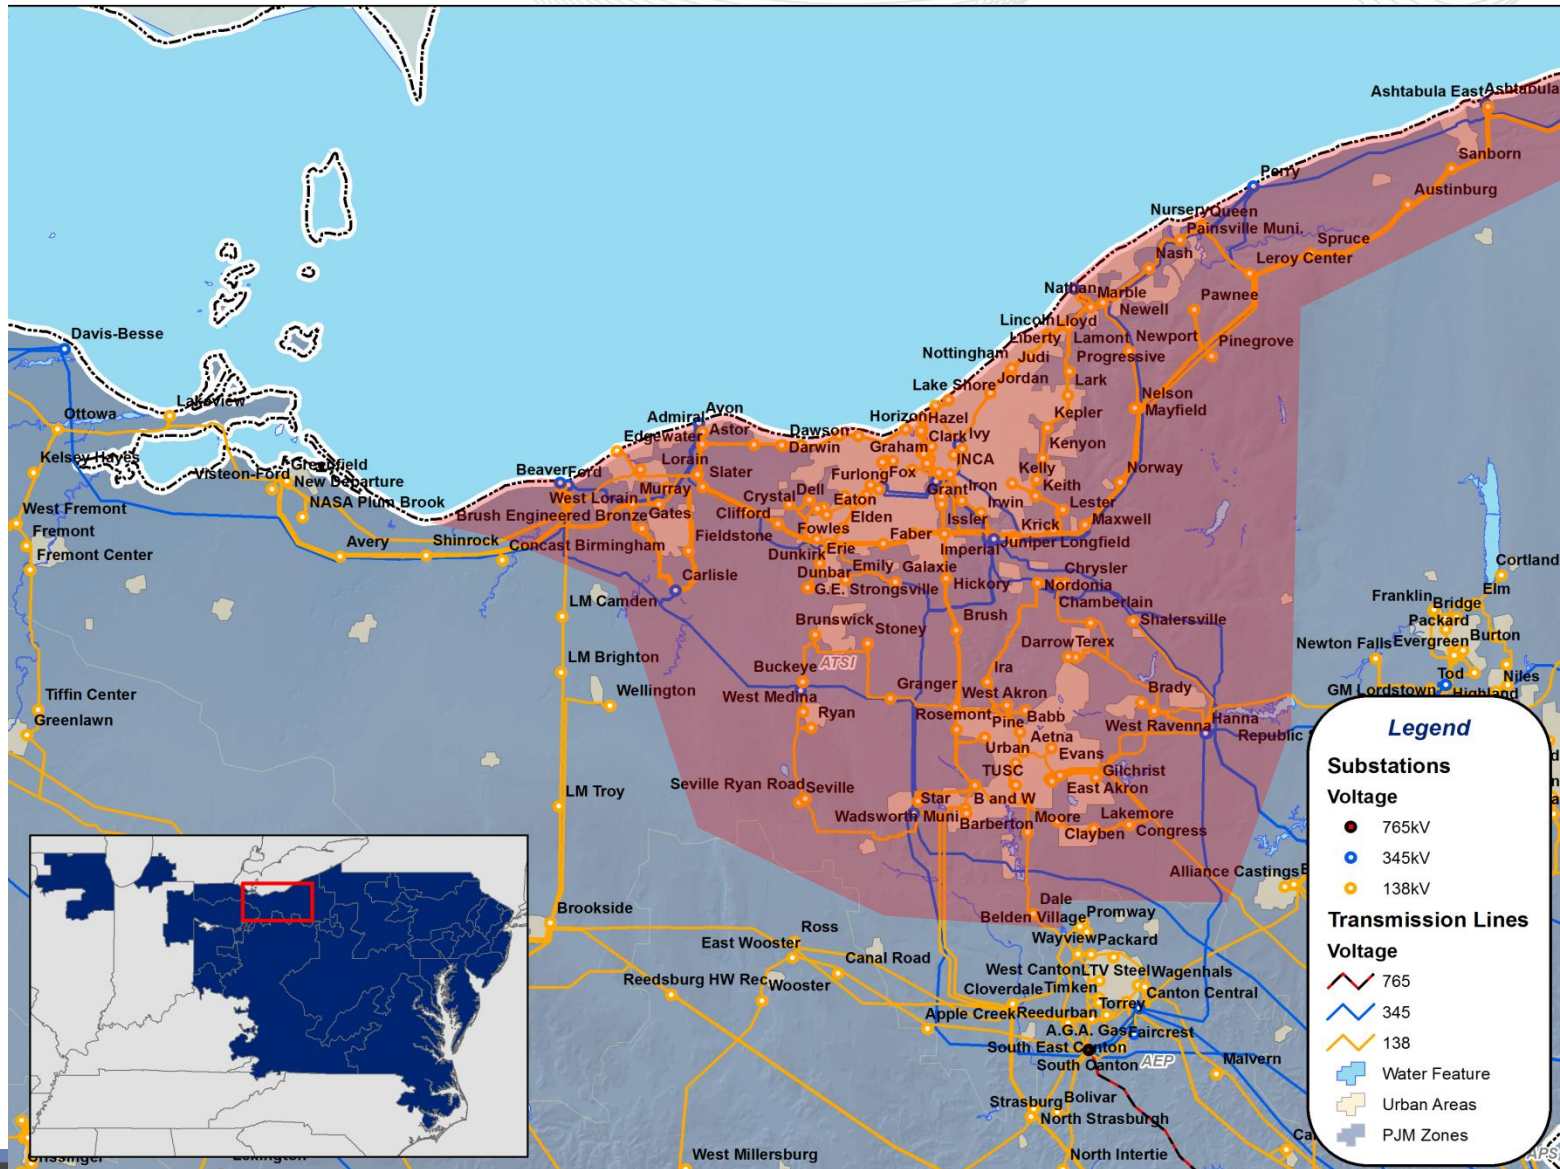 Ashtabula East
Ashtabula
Sanborn
Perry
Austinburg
Nursery
Queen
Painsville Muni.
Spruce
Nash
Leroy Center
Nathan
Marble
Pawnee
Newell
Lincoln
Lloyd
Liberty
Lamont
Newport
Pinegrove
Davis-Besse
Nottingham
Judi
Progressive
Lake Shore
Jordan
Lark
Nelson
Mayfield
Lakeview
Ottowa
Admiral
Avon
Horizon
Hazel
Kepler
Edgewater
Astor
Dawson
Darwin
Graham
Clark
Ivy
Kenyon
Kelsey Hayes
Greenfield
Visteon-Ford
New Departure
NASA Plum Brook
Beaver
Ford
Lorain
Slater
Furlong
Fox
INCA
Kelly
Keith
Norway
West Lorain
Murray
Crystal
Dell
Eaton
Grant
Iron
Irwin
Lester
West Fremont
Brush Engineered Bronze
Gates
Clifford
Elden
Issler
Krick
Maxwell
Fremont
Fieldstone
Fowles
Faber
Imperial
Juniper
Longfield
Fremont Center
Avery
Shinrock
Concast Birmingham
Dunkirk
Erie
Emily
Galaxie
Chrysler
Cortland
Carlisle
Dunbar
Hickory
Nordonia
G.E. Strongsville
Chamberlain
Elm
LM Camden
Franklin
Bridge
Packard
Brunswick
Stoney
Brush
Shalersville
Newton Falls
Evergreen
Burton
Darrow
Terex
LM Brighton
Buckeye
ATSI
Ira
Tod
Niles
Tiffin Center
Wellington
West Medina
Granger
West Akron
Brady
GM Lordstown
Highland
Greenlawn
Ryan
Rosemont
Pine
Babb
West Ravenna
Hanna
Republic
Urban
Aetna
Evans
TUSC
Gilchrist
LM Troy
Seville Ryan Road
Seville
East Akron
Star
B and W
Wadsworth Muni
Barberton
Moore
Lakemore
Clayben
Congress
Alliance Castings
Brookside
Dale
Belden Village
Promway
Ross
East Wooster
Wayview
Packard
Canal Road
West Canton
LTV Steel
Wagenhals
Reedsburg HW Rec
Wooster
Cloverdale
Timken
Canton Central
Apple Creek
Reedurban
Torrey
A.G.A. Gas
Faircrest
South East Canton
South Canton
AEP
Malvern
Strasburg
Bolivar
North Strasburgh
West Millersburg
North Intertie
Legend
Substations
Voltage
765kV
345kV
138kV
Transmission Lines
Voltage
765
345
138
Water Feature
Urban Areas
PJM Zones